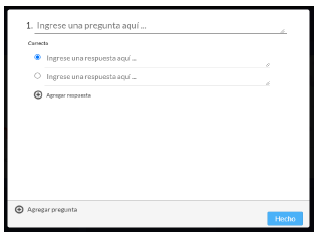 1. Ingrese una pregunta aquí ...
Correcta
Ingrese una respuesta aquí ...
Ingrese una respuesta aquí ...
Agregar respuesta
Agregar pregunta
Hecho